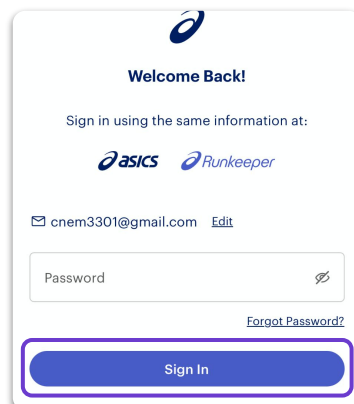 Welcome Back!
Sign in using the same information at:
asics Runkeeper
cnem3301@gmail.com Edit
Password
Forgot Password?
Sign In